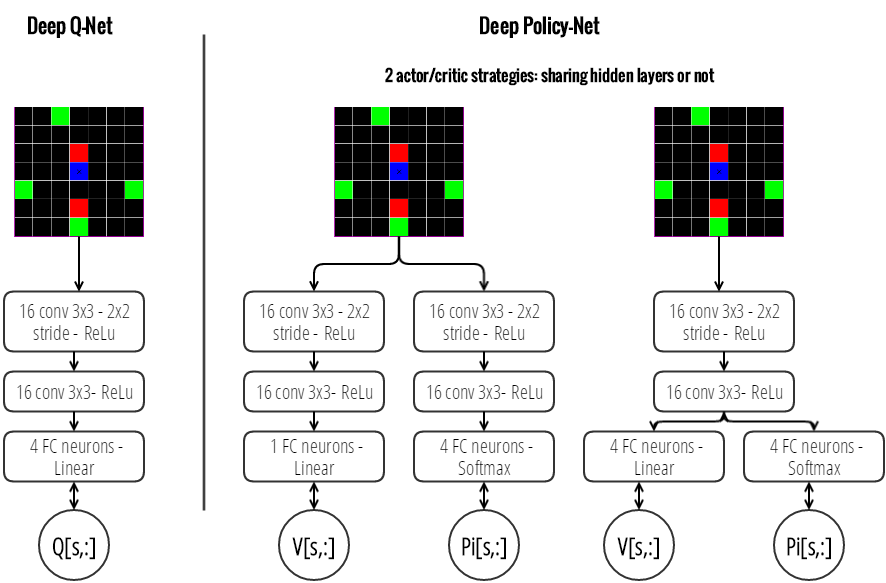 Deep Q-Net
Deep Policy-Net
2 actor/critic strategies: sharing hidden layers or not
16 conv 3x3 - 2x2
stride - ReLu
16 conv 3x3- ReLu
4 FC neurons -
Linear
Q[s,:]
16 conv 3x3 - 2x2
stride - ReLu
16 conv 3x3- ReLu
1 FC neurons -
Linear
V[s,:]
16 conv 3x3 - 2x2
stride - ReLu
16 conv 3x3- ReLu
4 FC neurons -
Softmax
Pi[s,:]
16 conv 3x3 - 2x2
stride - ReLu
16 conv 3x3- ReLu
4 FC neurons -
Linear
V[s,:]
4 FC neurons -
Softmax
Pi[s,:]